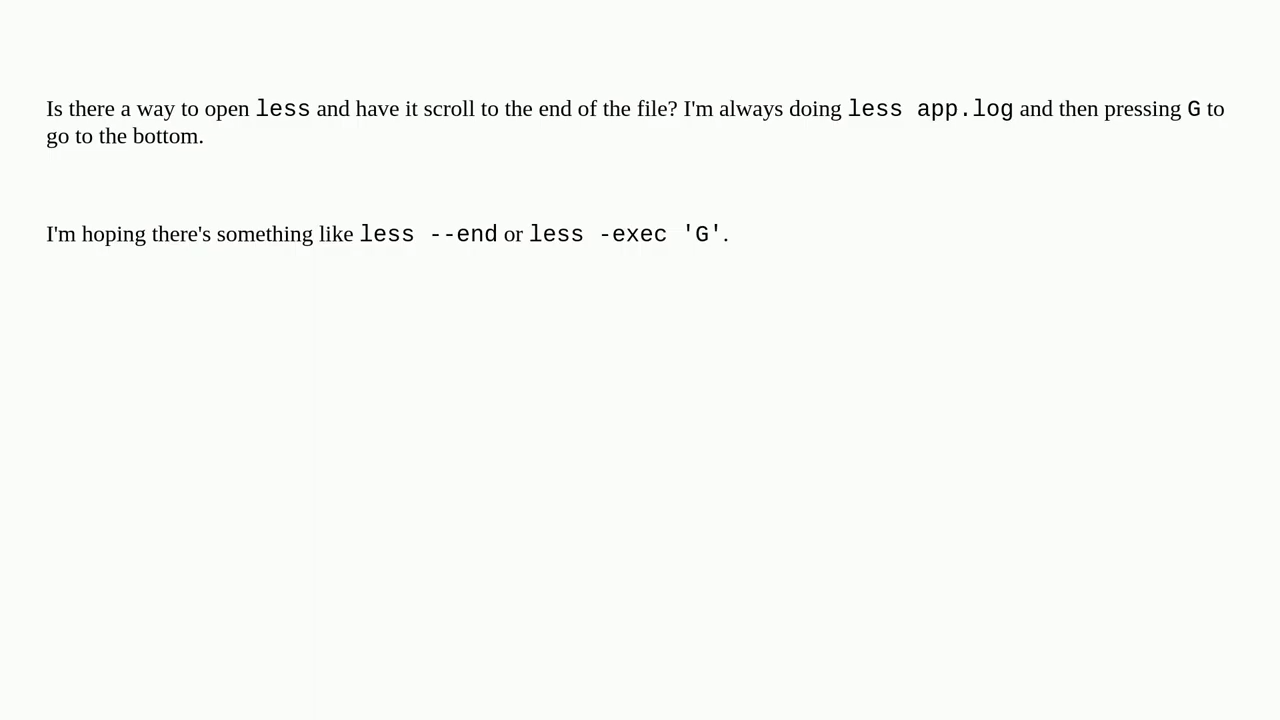 Is there a way to open less and have it scroll to the end of the file? I'm always doing less app.log and then pressing G to
go to the bottom.
I'm hoping there's something like less --end or less -exec 'G'.